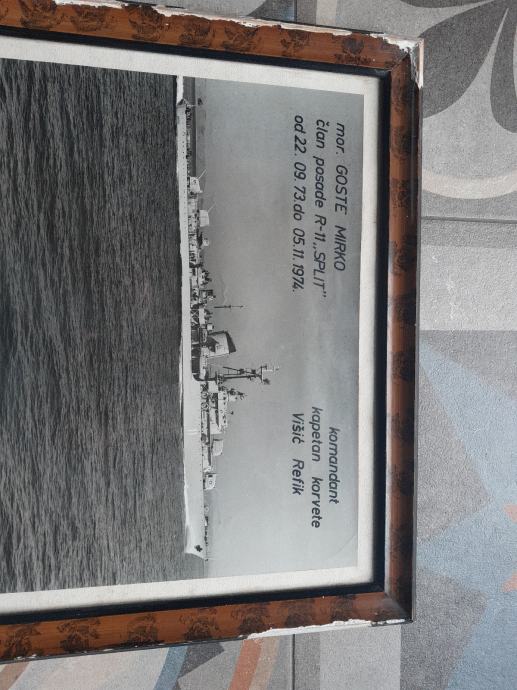 mor. GOSTE MIRKO
član posade R-11 „SPLIT”
od 22. 09. 73. do 05. 11. 1974.
komandant
kapetan korvete
Višić Refik